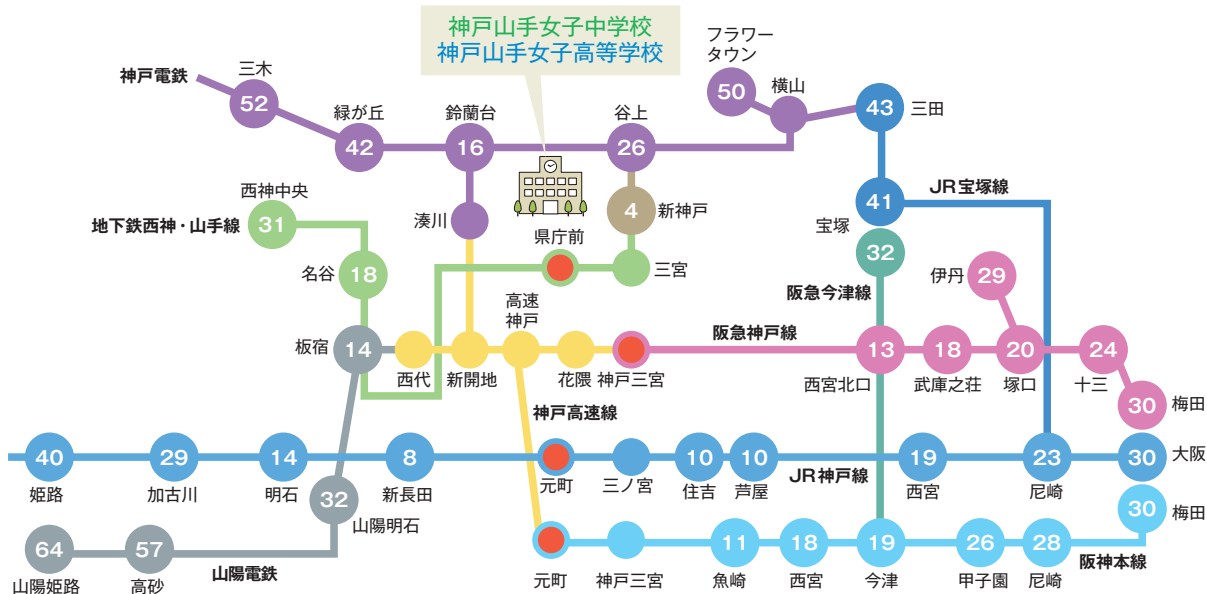 神戸山手女子中学校
神戸山手女子高等学校
神戸電鉄
三木
52
緑が丘
42
鈴蘭台
16
谷上
26
フラワー
タウン
50
横山
43
三田
湊川
4
新神戸
41
宝塚
JR宝塚線
西神中央
31
地下鉄西神・山手線
名谷
18
県庁前
三宮
32
阪急今津線
伊丹
29
板宿
14
西代
新開地
高速
神戸
花隈
神戸三宮
阪急神戸線
13
西宮北口
18
武庫之荘
20
塚口
24
十三
30
梅田
神戸高速線
40
姫路
29
加古川
14
明石
8
新長田
元町
三ノ宮
10
住吉
10
芦屋
JR神戸線
19
西宮
23
尼崎
30
大阪
32
山陽明石
64
山陽姫路
57
高砂
山陽電鉄
元町
神戸三宮
11
魚崎
18
西宮
19
今津
26
甲子園
28
尼崎
阪神本線
30
梅田